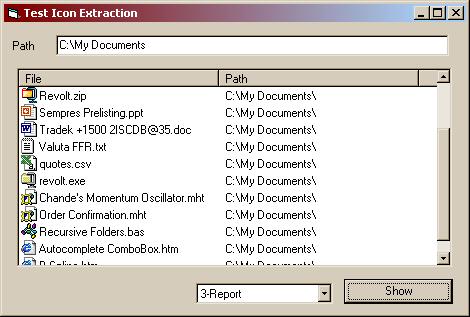 Test Icon Extraction
Path C:\My Documents
File Path
Revolt.zip C:\My Documents\
Sempres Prelisting.ppt C:\My Documents\
Tradek +1500 2ISCDB@35.doc C:\My Documents\
Valuta FFR.txt C:\My Documents\
quotes.csv C:\My Documents\
revolt.exe C:\My Documents\
Chande's Momentum Oscillator.mht C:\My Documents\
Order Confirmation.mht C:\My Documents\
Recursive Folders.bas C:\My Documents\
Autocomplete ComboBox.htm C:\My Documents\
C:\My Documents\
3-Report Show